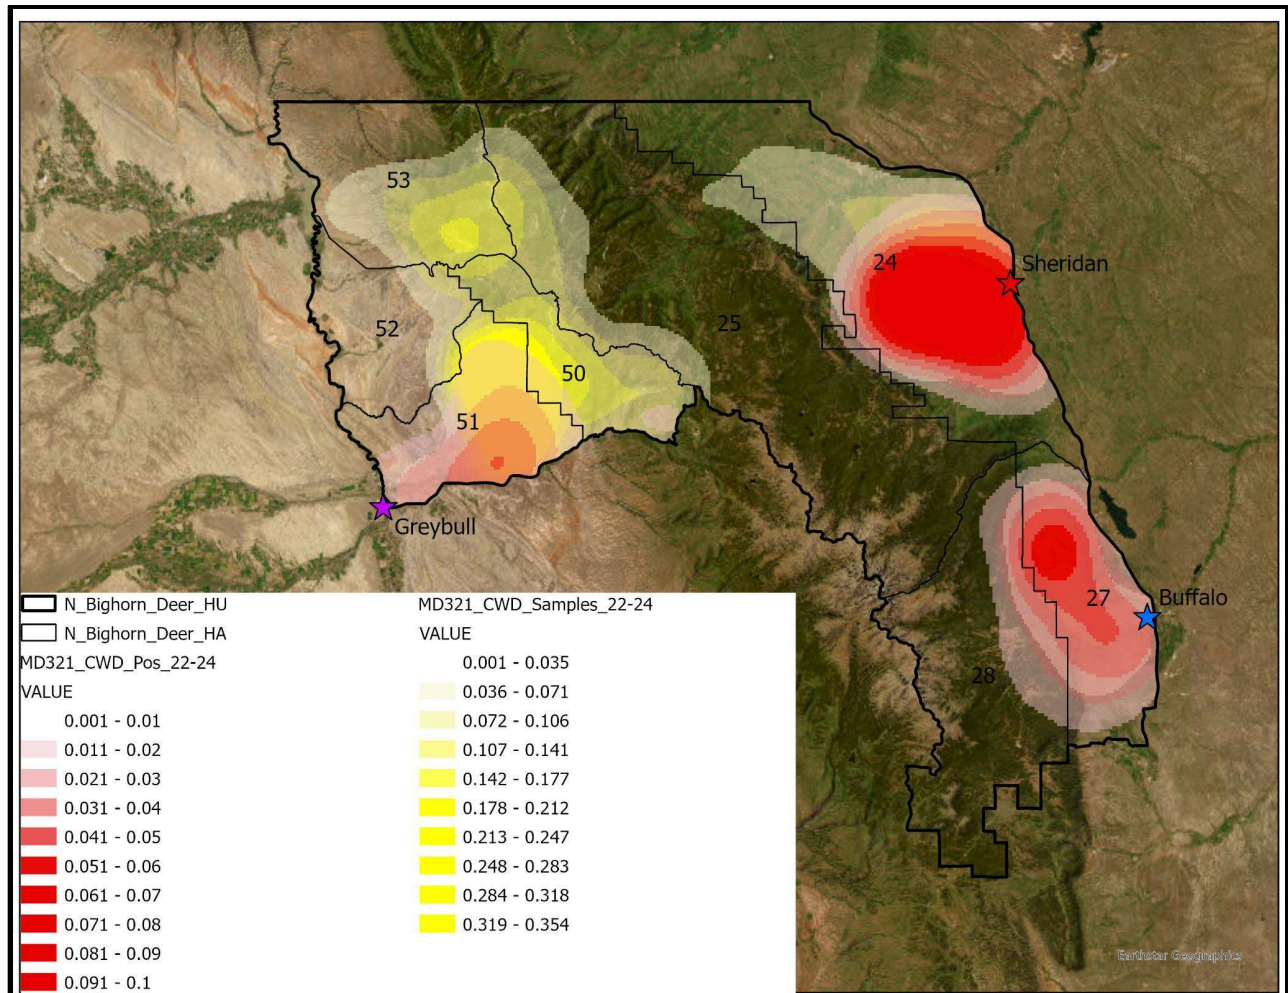 53
24
Sheridan
52
25
50
51
Greybull
27
Buffalo
28
N_Bighorn_Deer_HU
N_Bighorn_Deer_HA
MD321_CWD_Pos_22-24
VALUE
0.001 - 0.01
0.011 - 0.02
0.021 - 0.03
0.031 - 0.04
0.041 - 0.05
0.051 - 0.06
0.061 - 0.07
0.071 - 0.08
0.081 - 0.09
0.091 - 0.1
MD321_CWD_Samples_22-24
VALUE
0.001 - 0.035
0.036 - 0.071
0.072 - 0.106
0.107 - 0.141
0.142 - 0.177
0.178 - 0.212
0.213 - 0.247
0.248 - 0.283
0.284 - 0.318
0.319 - 0.354
Earthstar Geographics